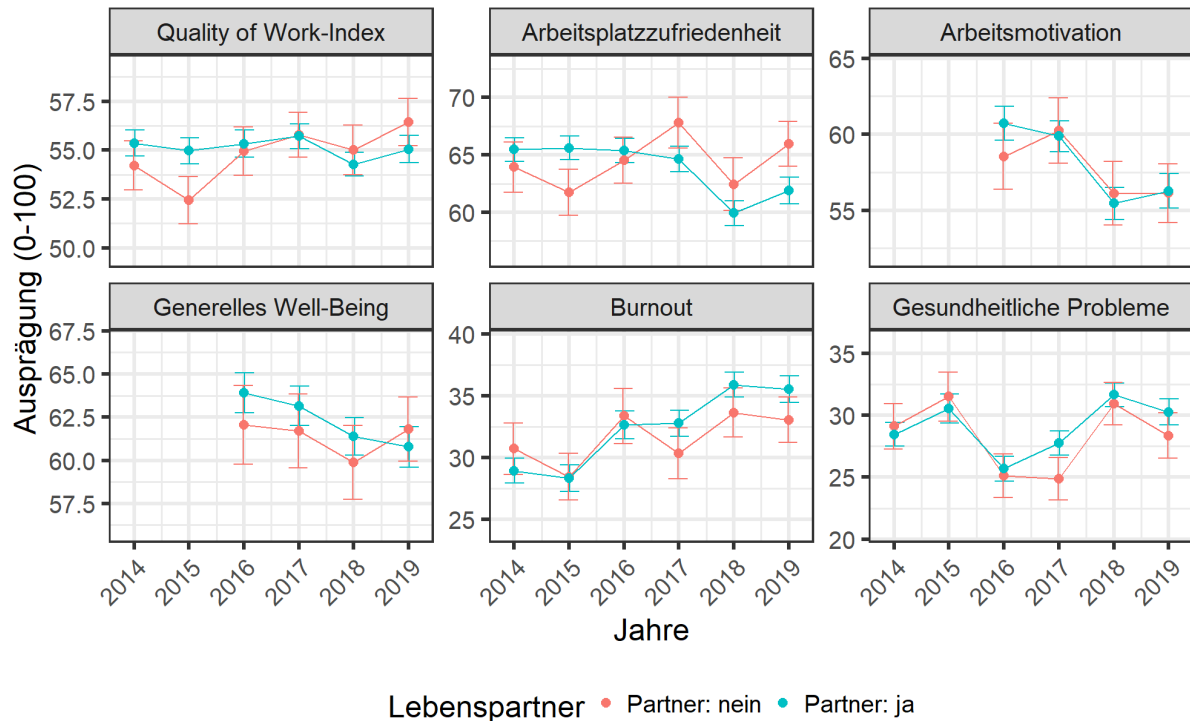 Quality of Work-Index
Arbeitsplatzzufriedenheit
Arbeitsmotivation
57.5
55.0
52.5
50.0
70
65
60
65
60
55
Ausprägung (0-100)
Generelles Well-Being
Burnout
Gesundheitliche Probleme
67.5
65.0
62.5
60.0
57.5
40
35
30
25
35
30
25
20
2014 2015 2016 2017 2018 2019
2014 2015 2016 2017 2018 2019
2014 2015 2016 2017 2018 2019
Jahre
Lebenspartner Partner: nein Partner: ja